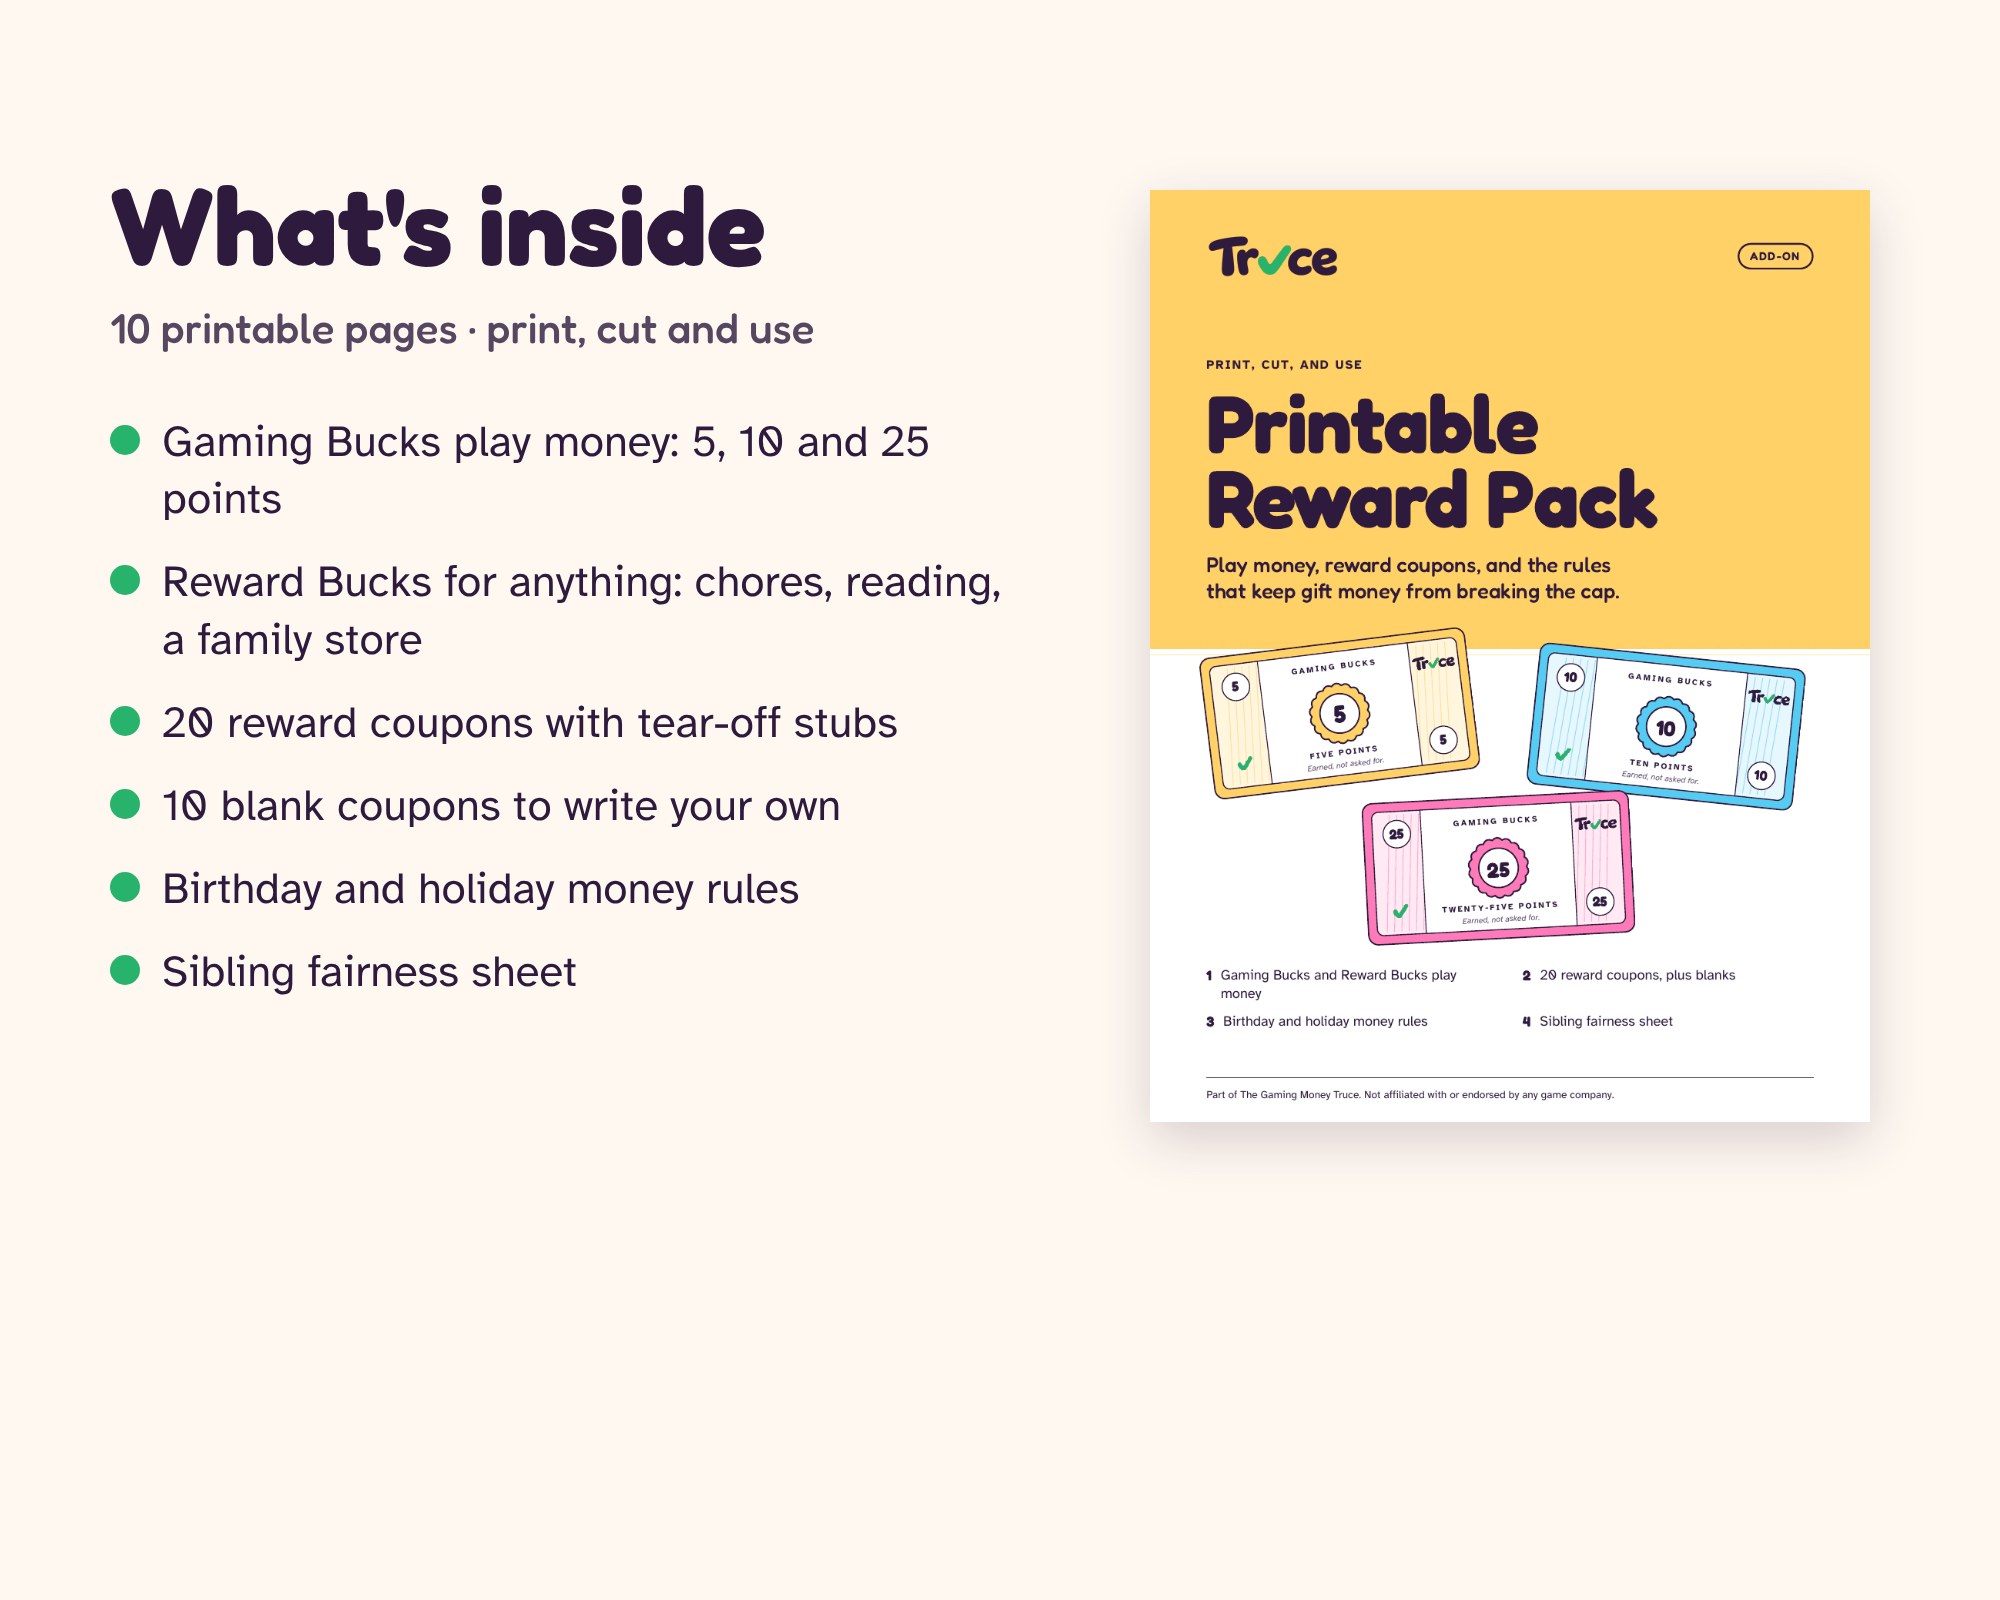 What's inside
10 printable pages · print, cut and use
Gaming Bucks play money: 5, 10 and 25
points
Reward Bucks for anything: chores, reading,
a family store
20 reward coupons with tear-off stubs
10 blank coupons to write your own
Birthday and holiday money rules
Sibling fairness sheet
Truce
ADD-ON
PRINT, CUT, AND USE
Printable
Reward Pack
Play money, reward coupons, and the rules
that keep gift money from breaking the cap.
5
GAMING BUCKS
Truce
5
FIVE POINTS
Earned, not asked for.
5
10
GAMING BUCKS
Truce
10
TEN POINTS
Earned, not asked for.
10
25
GAMING BUCKS
Truce
25
TWENTY-FIVE POINTS
Earned, not asked for.
25
1 Gaming Bucks and Reward Bucks play
money
2 20 reward coupons, plus blanks
3 Birthday and holiday money rules
4 Sibling fairness sheet
Part of The Gaming Money Truce. Not affiliated with or endorsed by any game company.